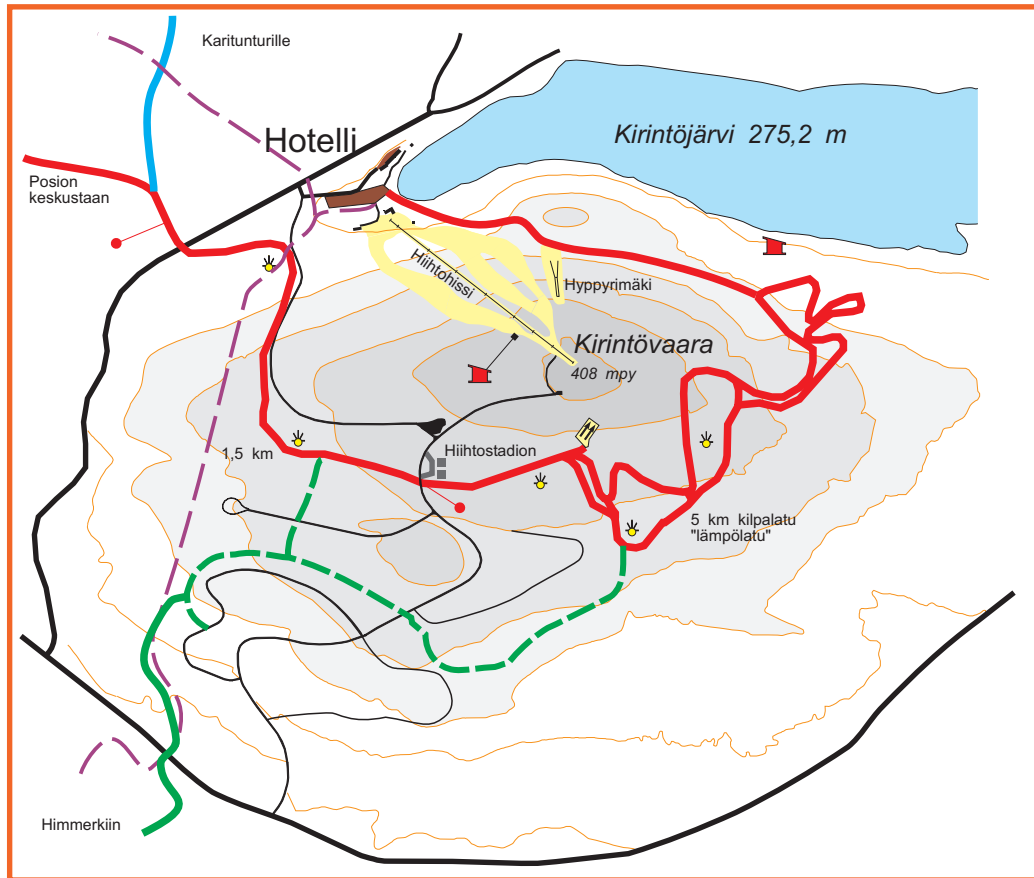 Karitunturille
Hotelli
Kirintöjärvi 275,2 m
Posion
keskustaan
Hiihtohissi
Hyppyrimäki
Kirintövaara
408 mpy
1,5 km
Hiihtostadion
5 km kilpalatu
"lämpölatu"
Himmerkiin